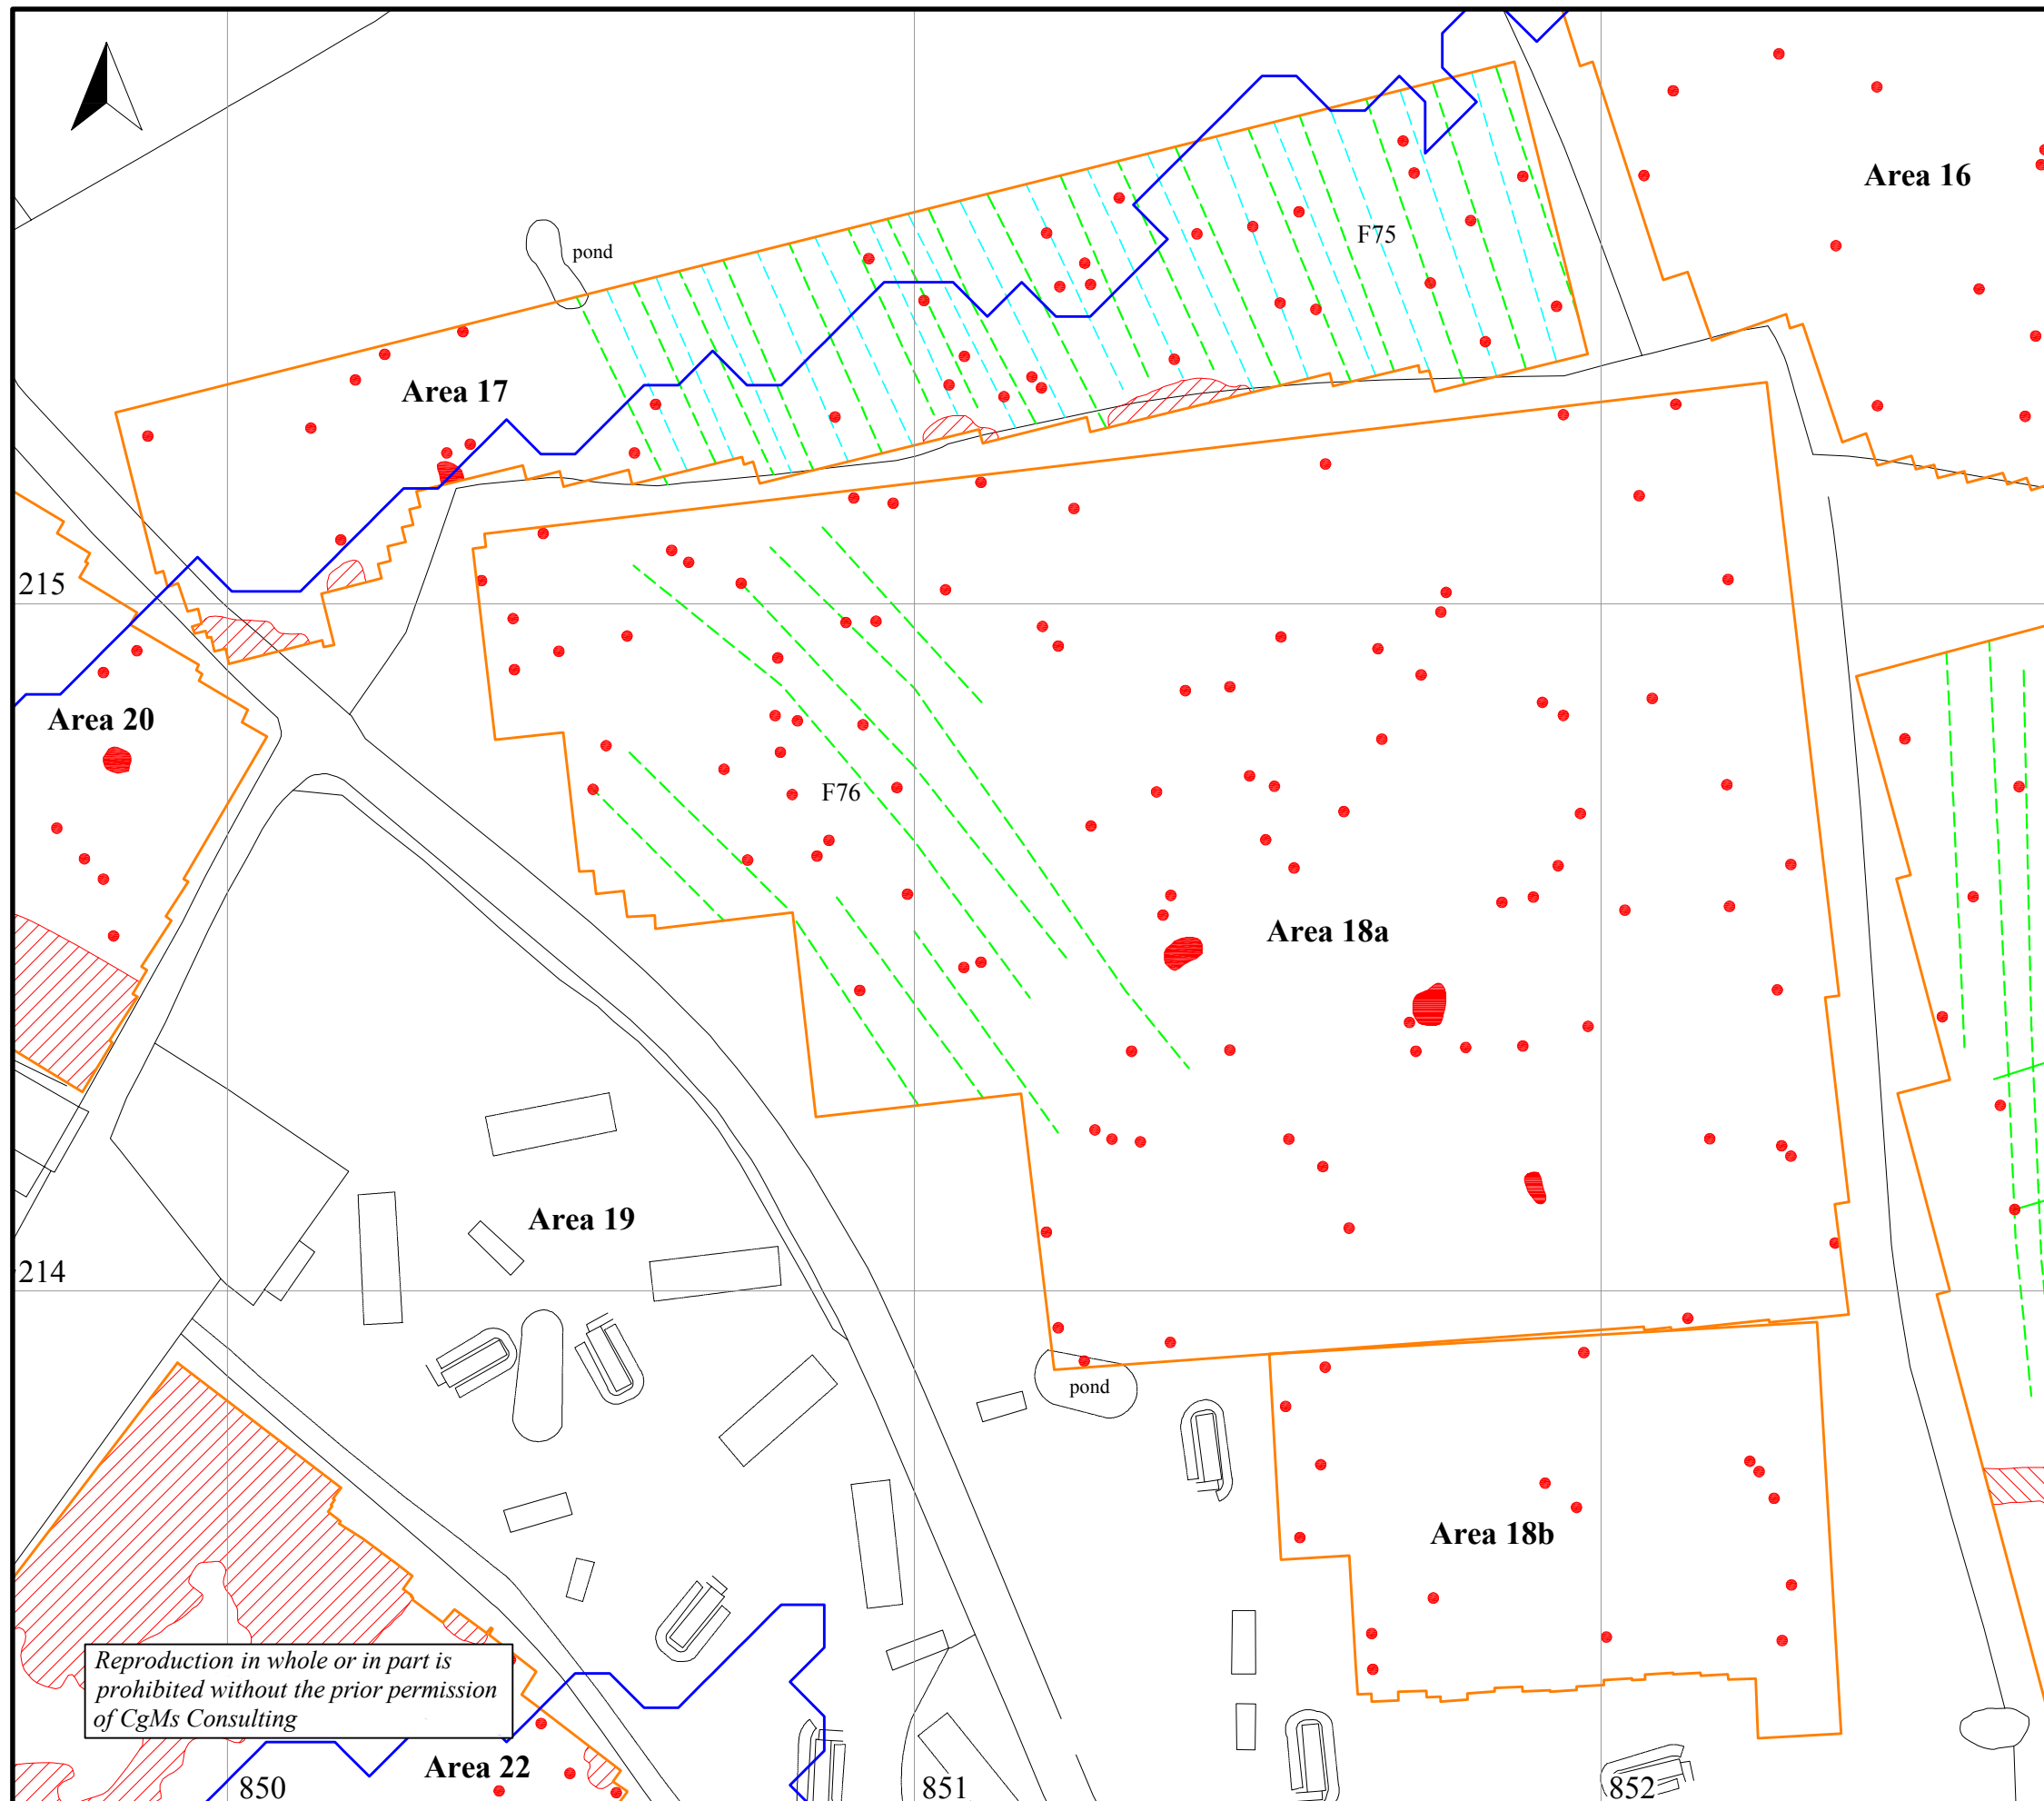 Area 16
F75
pond
Area 17
215
Area 20
F76
Area 18a
Area 19
214
pond
Area 18b
Reproduction in whole or in part is
prohibited without the prior permission
of CgMs Consulting
Area 22
850
851
852